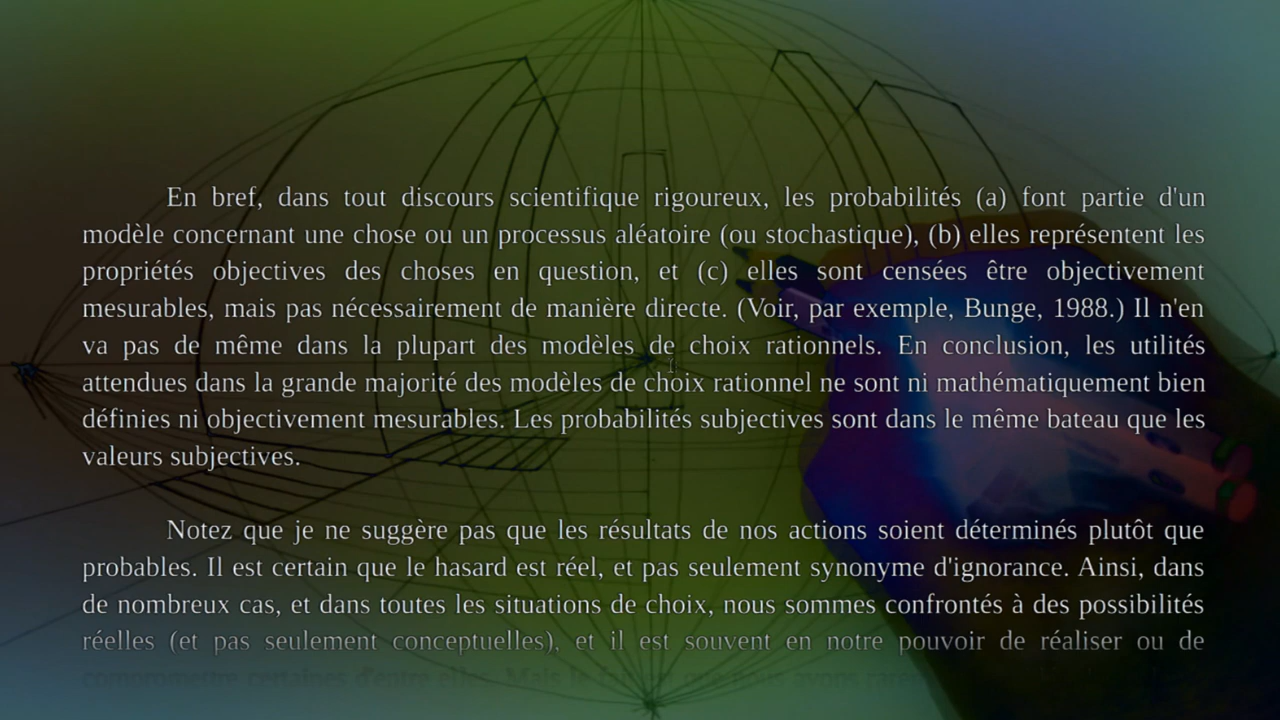 En bref, dans tout discours scientifique rigoureux, les probabilités (a) font partie d'un
modèle concernant une chose ou un processus aléatoire (ou stochastique), (b) elles représentent les
propriétés objectives des choses en question, et (c) elles sont censées être objectivement
mesurables, mais pas nécessairement de manière directe. (Voir, par exemple, Bunge, 1988.) Il n'en
va pas de même dans la plupart des modèles de choix rationnels. En conclusion, les utilités
attendues dans la grande majorité des modèles de choix rationnel ne sont ni mathématiquement bien
définies ni objectivement mesurables. Les probabilités subjectives sont dans le même bateau que les
valeurs subjectives.
Notez que je ne suggère pas que les résultats de nos actions soient déterminés plutôt que
probables. Il est certain que le hasard est réel, et pas seulement synonyme d'ignorance. Ainsi, dans
de nombreux cas, et dans toutes les situations de choix, nous sommes confrontés à des possibilités
réelles (et pas seulement conceptuelles), et il est souvent en notre pouvoir de réaliser ou de
compromettre certaines d'entre elles. Mais le